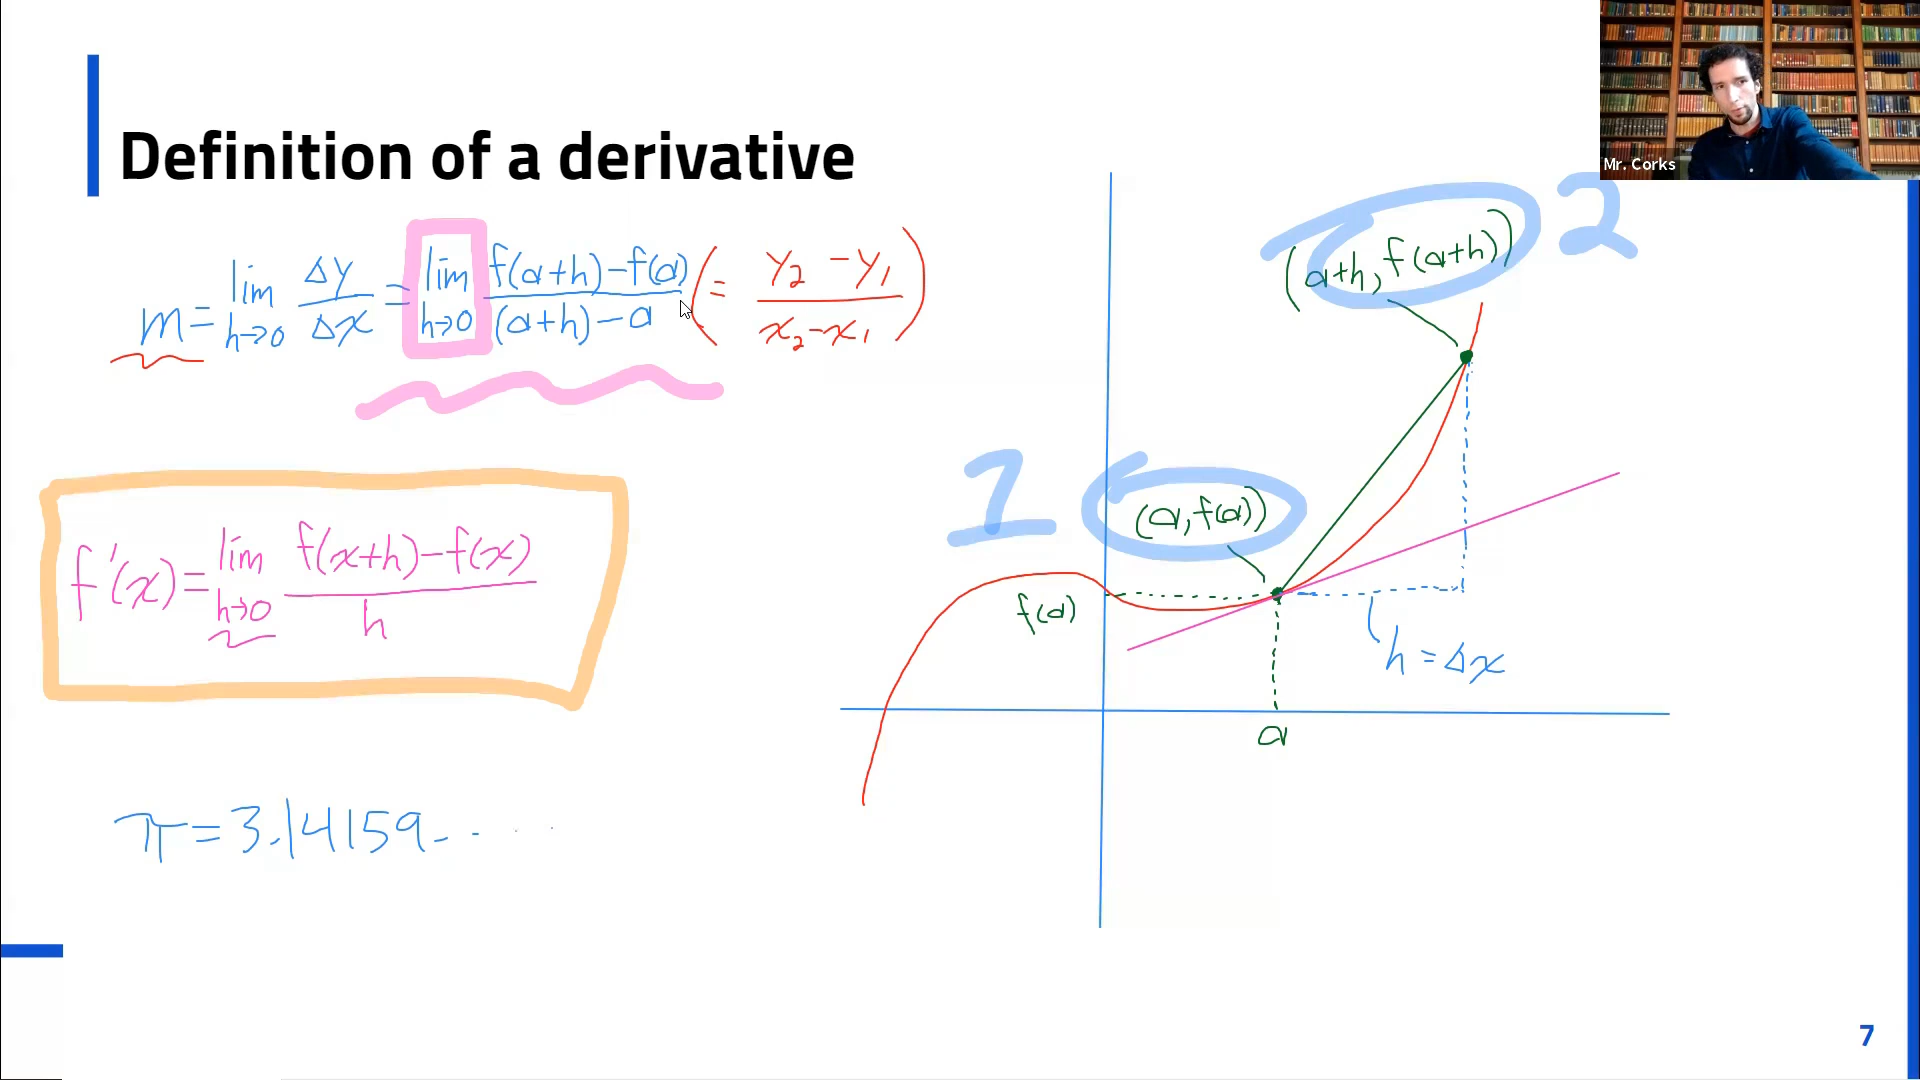 Mr. Corks
Definition of a derivative
m = lim h→0 Δy/Δx = lim h→0 f(a+h)−f(a)/(a+h)−a (= y₂ −y₁/x₂−x₁)
(a+h, f(a+h)) 2
1 (a, f(a))
f'(x) = lim h→0 f(x+h)−f(x)/h
f(a)
h = Δx
a
π = 3.14159. . . .
7